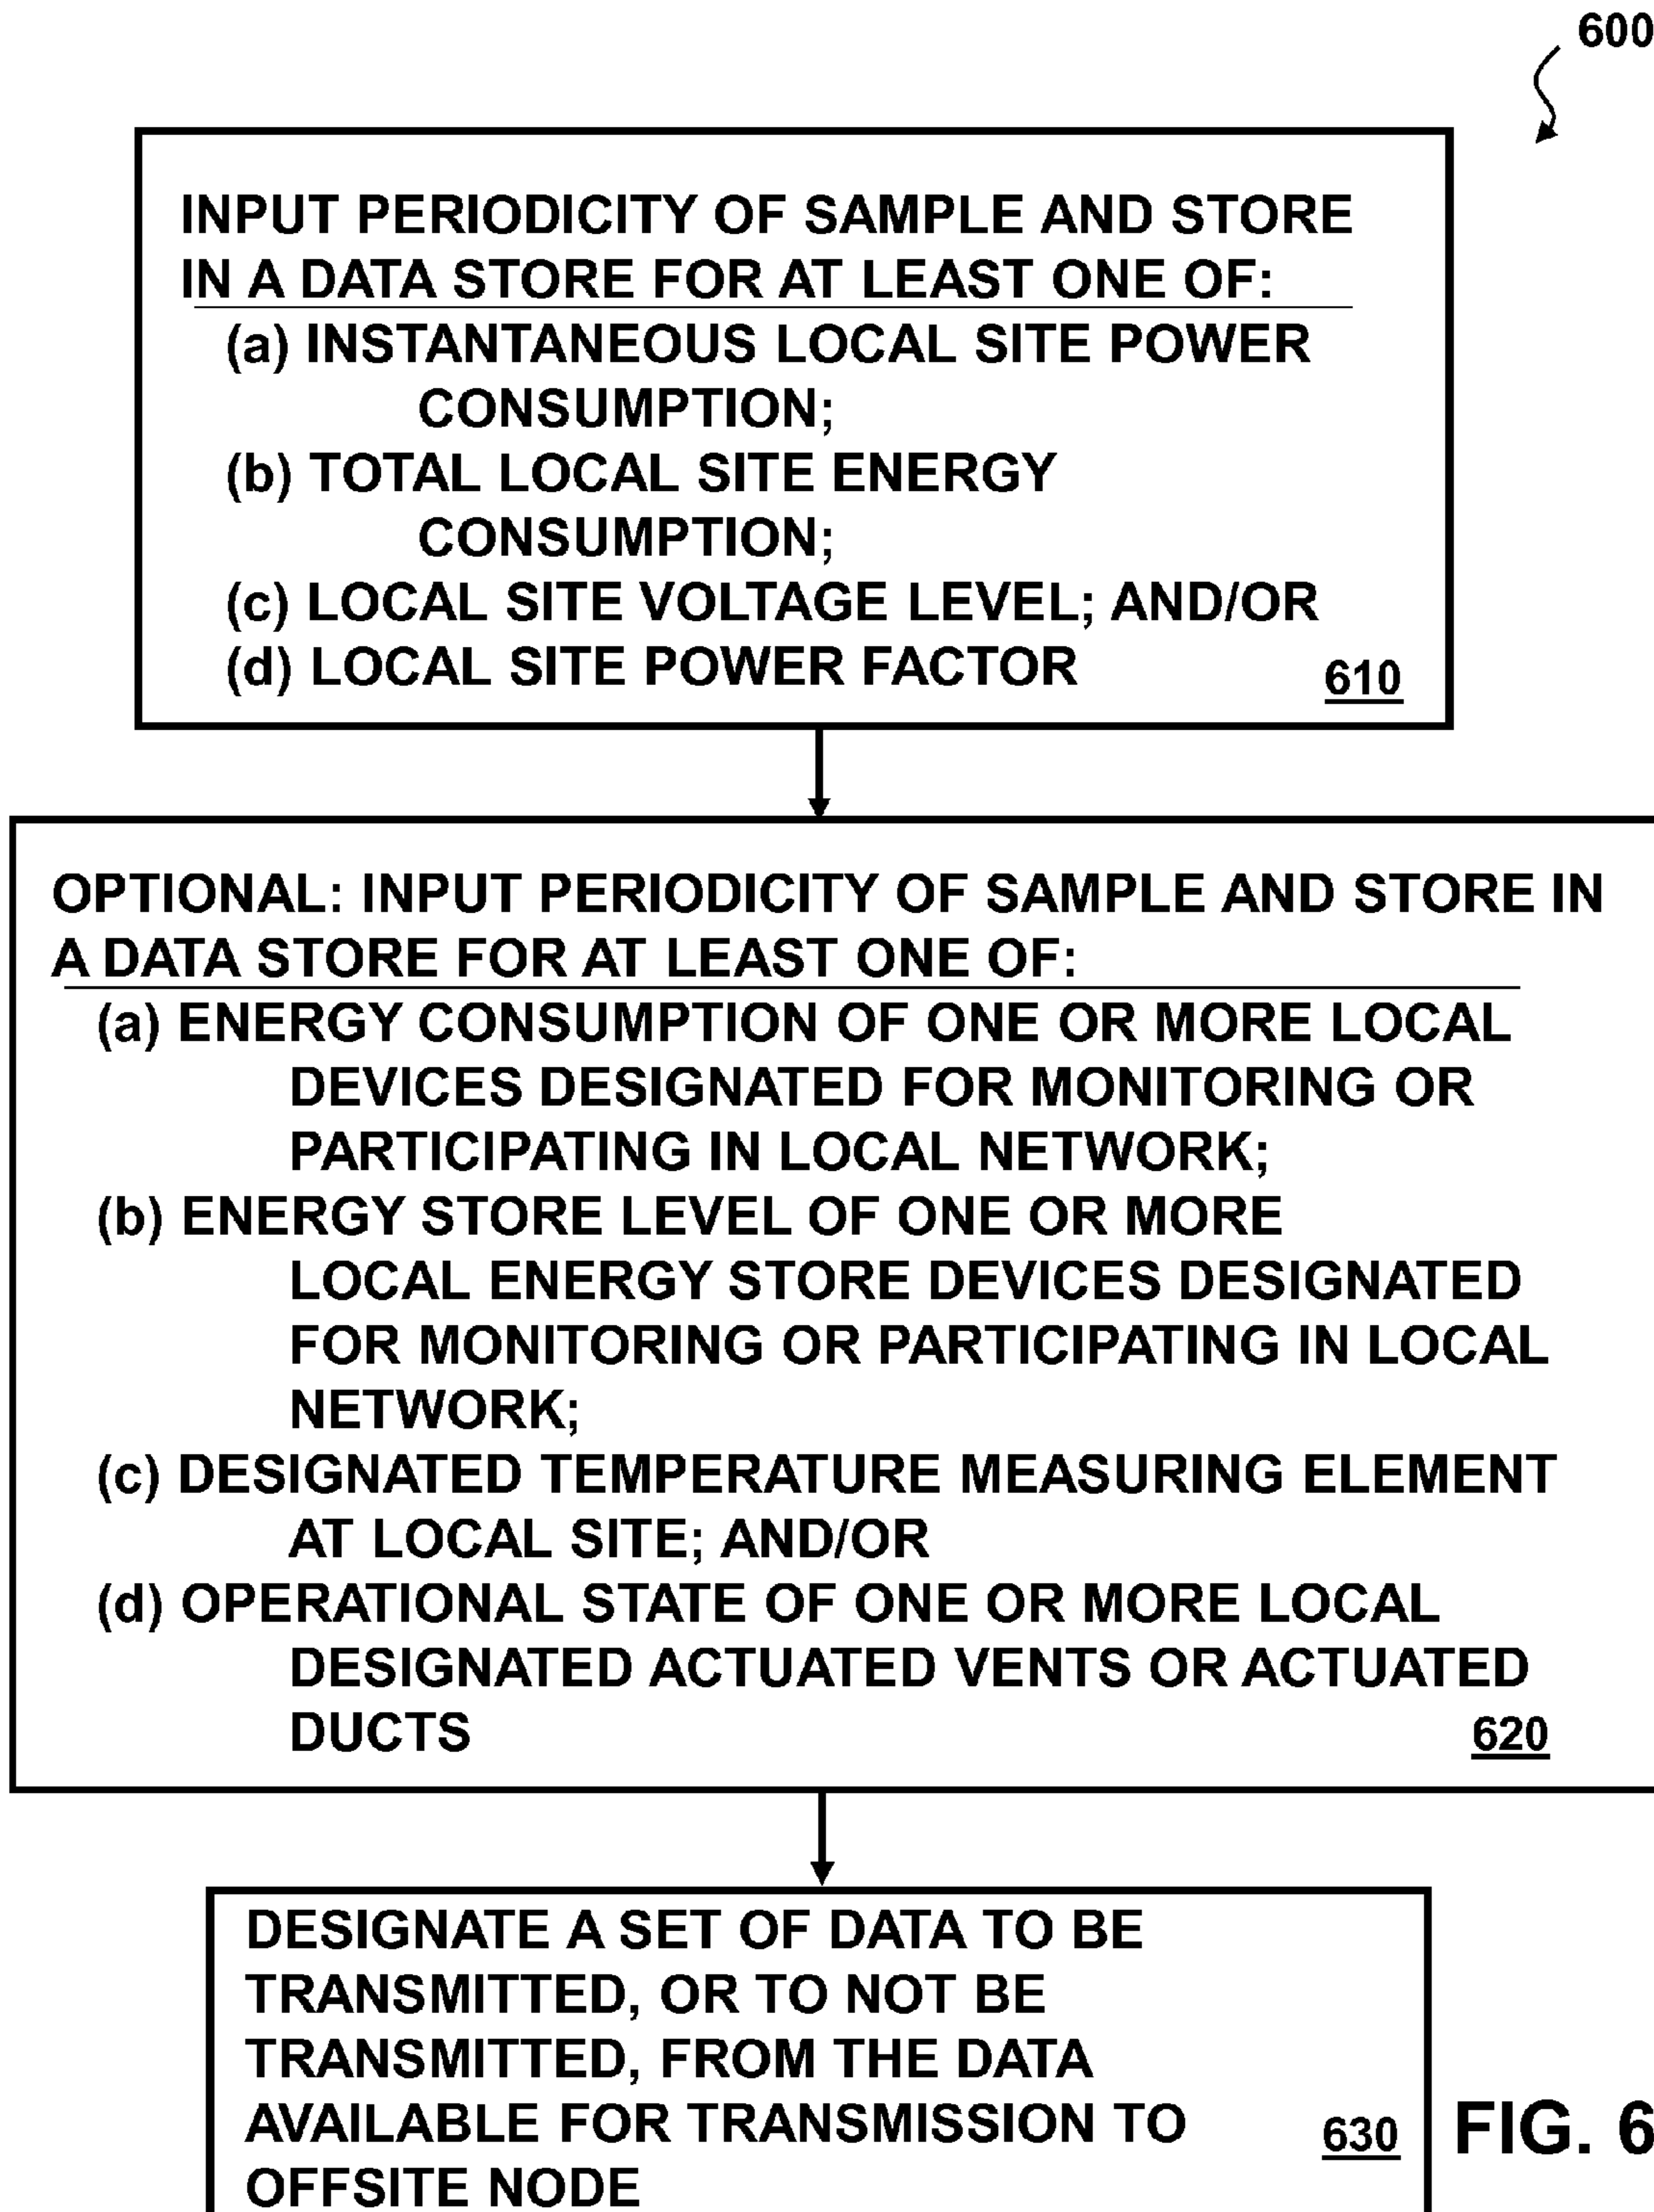 600
INPUT PERIODICITY OF SAMPLE AND STORE
IN A DATA STORE FOR AT LEAST ONE OF:
(a) INSTANTANEOUS LOCAL SITE POWER
CONSUMPTION;
(b) TOTAL LOCAL SITE ENERGY
CONSUMPTION;
(c) LOCAL SITE VOLTAGE LEVEL; AND/OR
(d) LOCAL SITE POWER FACTOR
610
OPTIONAL: INPUT PERIODICITY OF SAMPLE AND STORE IN
A DATA STORE FOR AT LEAST ONE OF:
(a) ENERGY CONSUMPTION OF ONE OR MORE LOCAL
DEVICES DESIGNATED FOR MONITORING OR
PARTICIPATING IN LOCAL NETWORK;
(b) ENERGY STORE LEVEL OF ONE OR MORE
LOCAL ENERGY STORE DEVICES DESIGNATED
FOR MONITORING OR PARTICIPATING IN LOCAL
NETWORK;
(c) DESIGNATED TEMPERATURE MEASURING ELEMENT
AT LOCAL SITE; AND/OR
(d) OPERATIONAL STATE OF ONE OR MORE LOCAL
DESIGNATED ACTUATED VENTS OR ACTUATED
DUCTS
620
DESIGNATE A SET OF DATA TO BE
TRANSMITTED, OR TO NOT BE
TRANSMITTED, FROM THE DATA
AVAILABLE FOR TRANSMISSION TO
OFFSITE NODE
630
FIG. 6